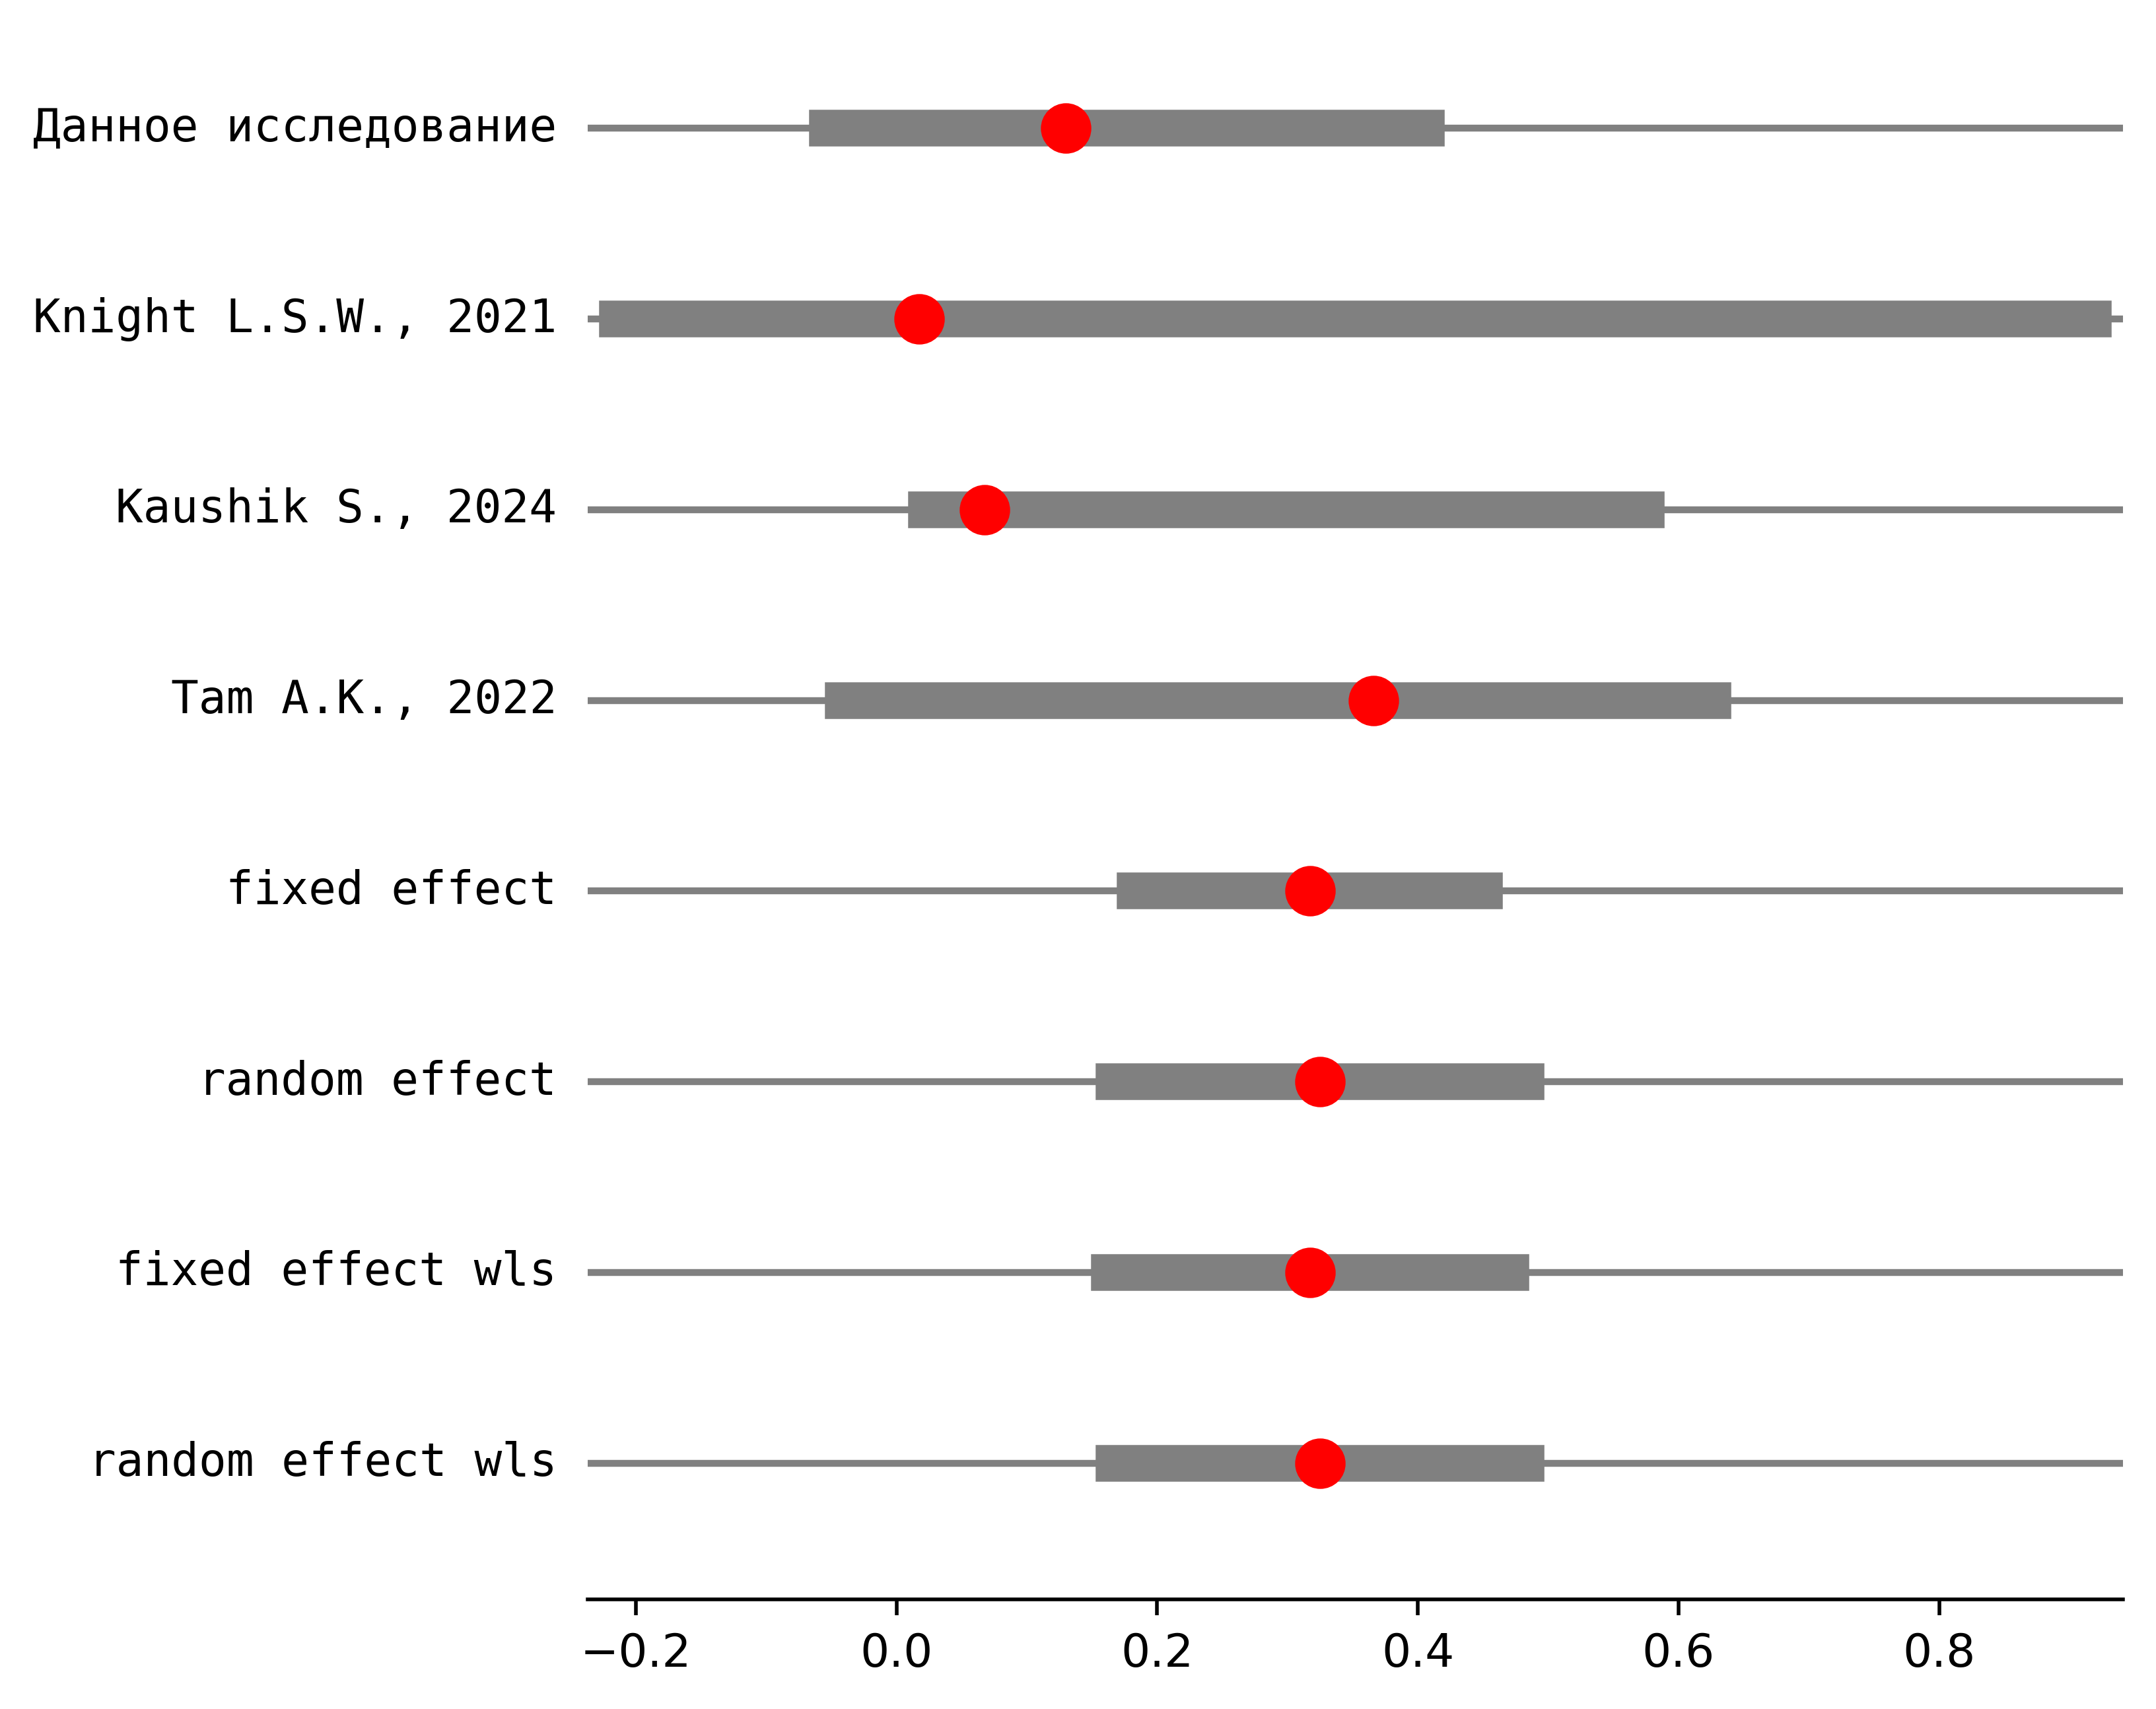 Данное исследование
Knight L.S.W., 2021
Kaushik S., 2024
Tam A.K., 2022
fixed effect
random effect
fixed effect wls
random effect wls
−0.2 0.0 0.2 0.4 0.6 0.8